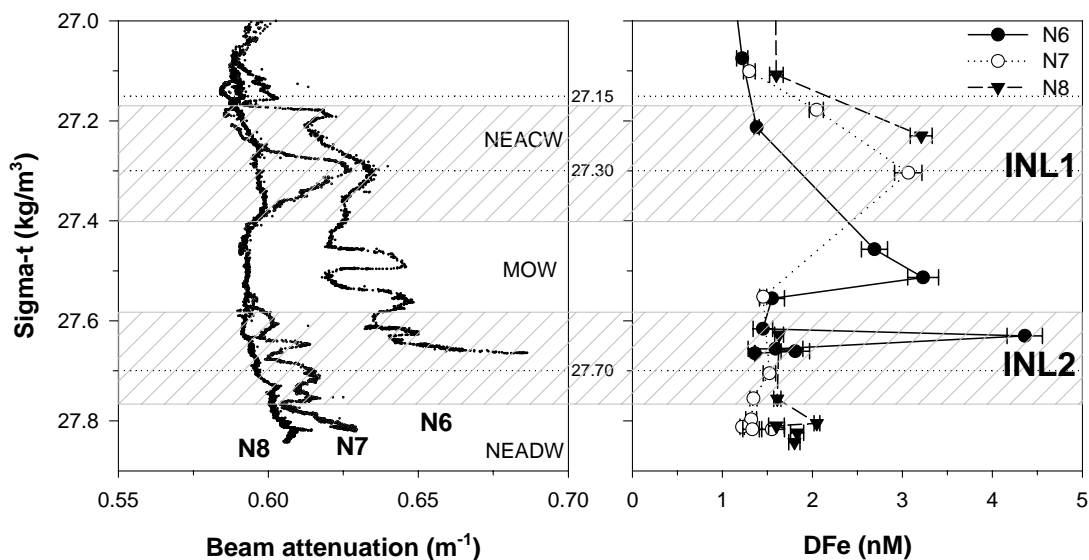 27.0
27.2
27.4
27.6
27.8
Sigma-t (kg/m³)
0.55
0.60
0.65
0.70
Beam attenuation (m⁻¹)
NEACW
MOW
NEADW
N8
N7
N6
27.15
27.30
27.70
N6
N7
N8
INL1
INL2
0
1
2
3
4
5
DFe (nM)